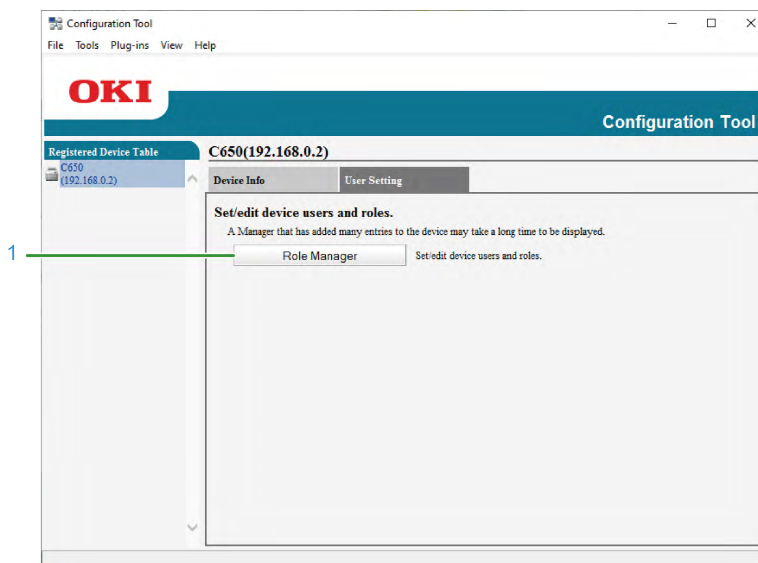 Configuration Tool
File Tools Plug-ins View Help
OKI
Configuration Tool
Registered Device Table
C650
(192.168.0.2)
C650(192.168.0.2)
Device Info
User Setting
Set/edit device users and roles.
A Manager that has added many entries to the device may take a long time to be displayed.
1
Role Manager
Set/edit device users and roles.